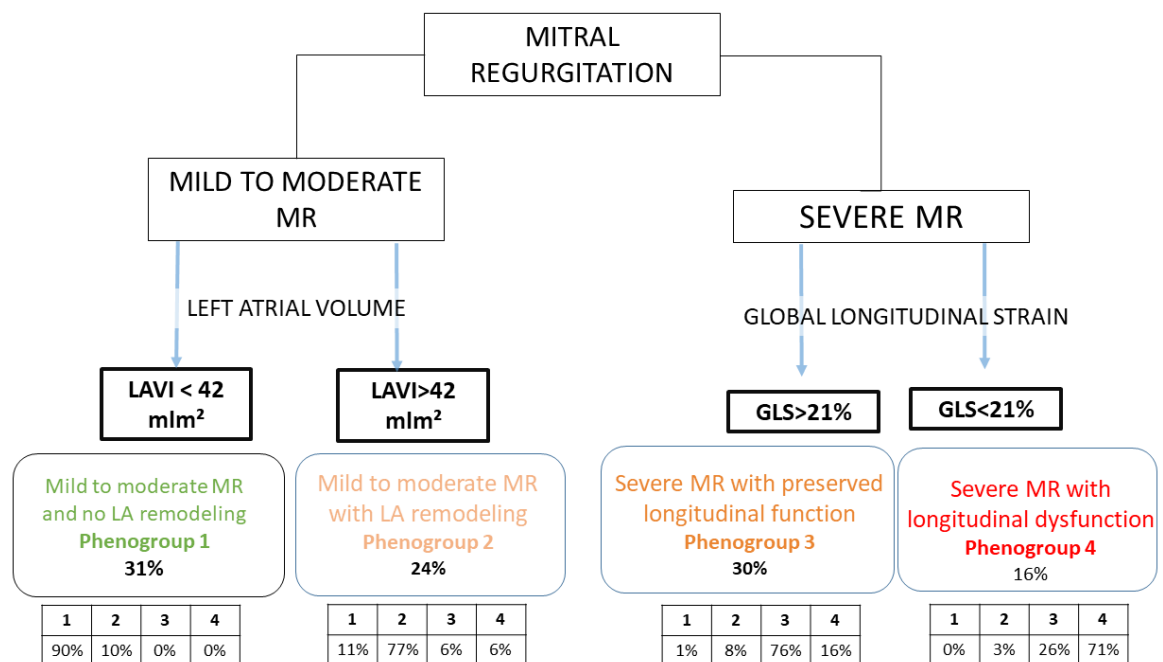 MITRAL
REGURGITATION
MILD TO MODERATE
MR
SEVERE MR
LEFT ATRIAL VOLUME
GLOBAL LONGITUDINAL STRAIN
LAVI < 42
mlm²
LAVI>42
mlm²
GLS>21%
GLS<21%
Mild to moderate MR
and no LA remodeling
Phenogroup 1
31%
Mild to moderate MR
with LA remodeling
Phenogroup 2
24%
Severe MR with preserved
longitudinal function
Phenogroup 3
30%
Severe MR with
longitudinal dysfunction
Phenogroup 4
16%
1 2 3 4
90% 10% 0% 0%
1 2 3 4
11% 77% 6% 6%
1 2 3 4
1% 8% 76% 16%
1 2 3 4
0% 3% 26% 71%